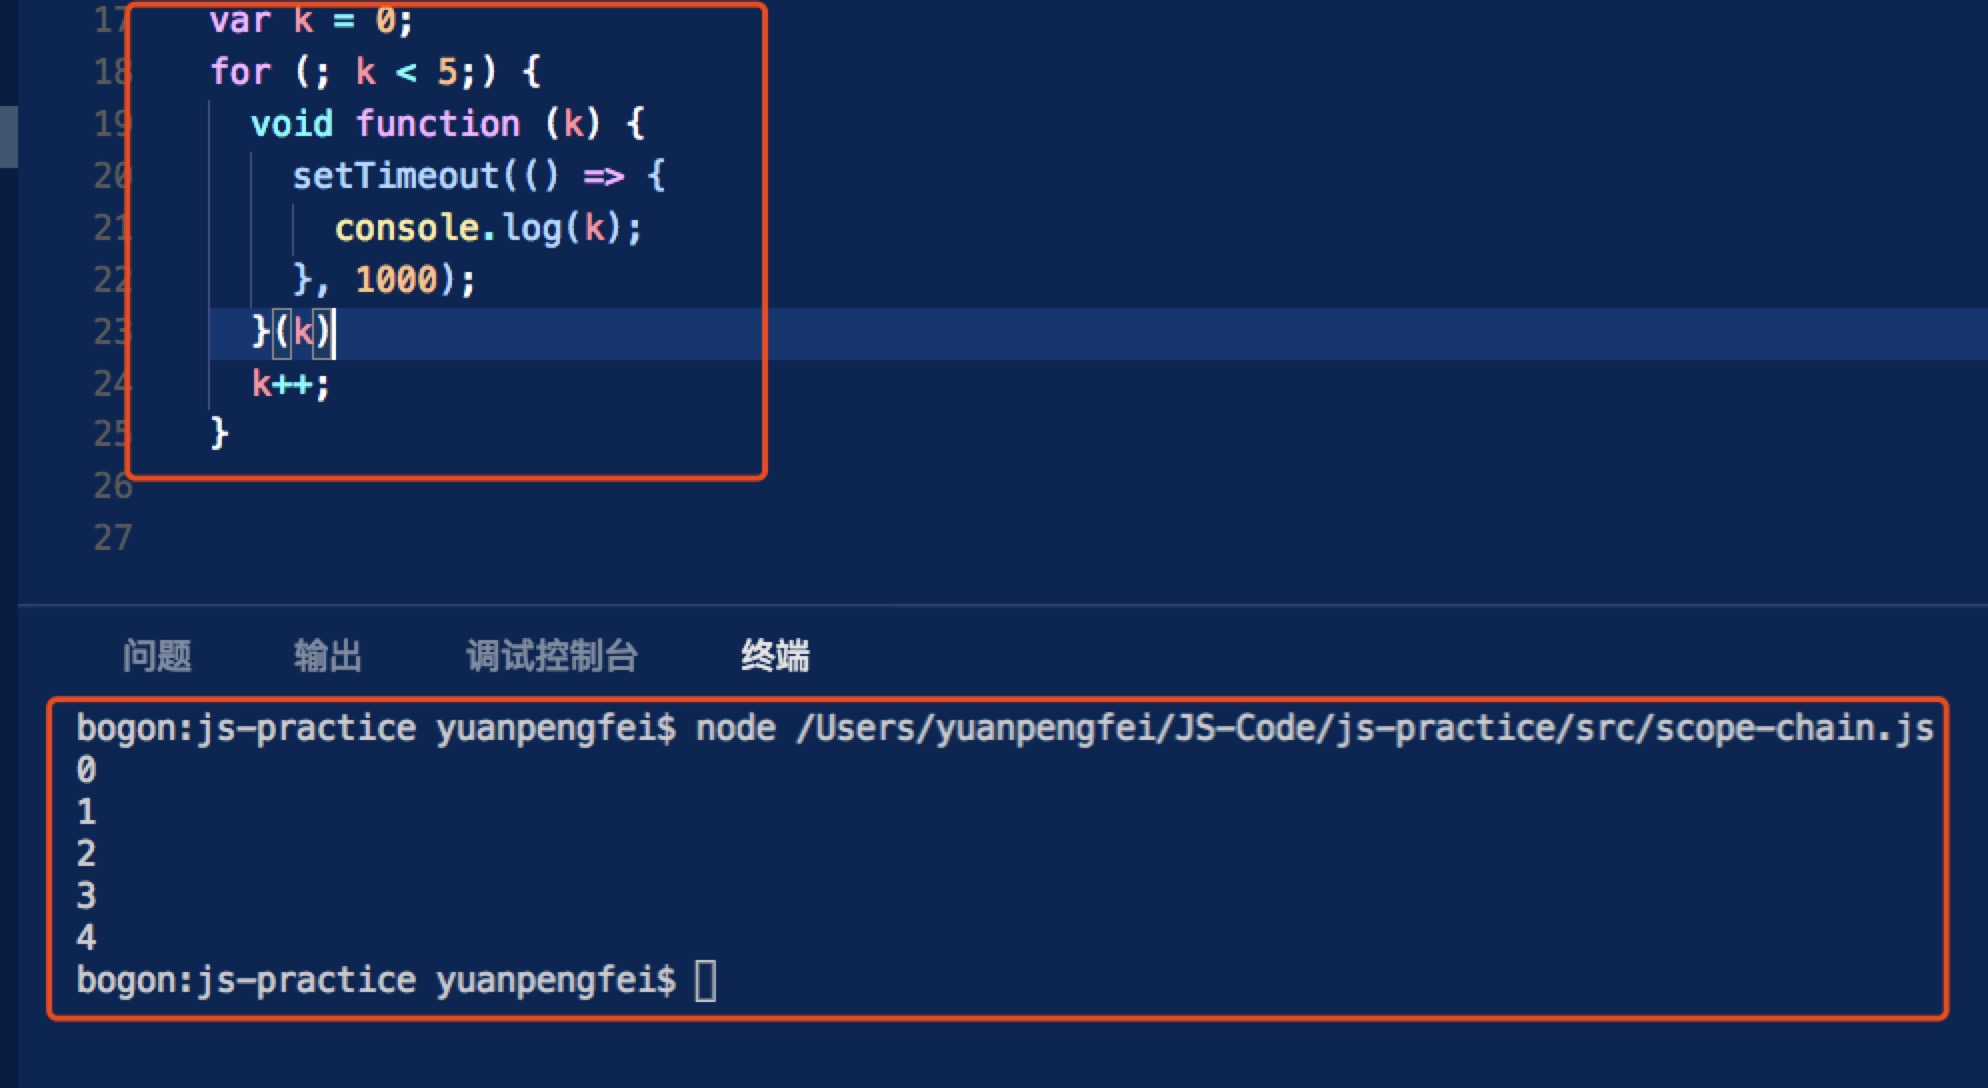 17 var k = 0;
18 for (; k < 5;) {
19 void function (k) {
20 setTimeout(() => {
21 console.log(k);
22 }, 1000);
23 }(k)
24 k++;
25 }
26
27
问题 输出 调试控制台 终端
bogon:js-practice yuanpengfei$ node /Users/yuanpengfei/JS-Code/js-practice/src/scope-chain.js
0
1
2
3
4
bogon:js-practice yuanpengfei$